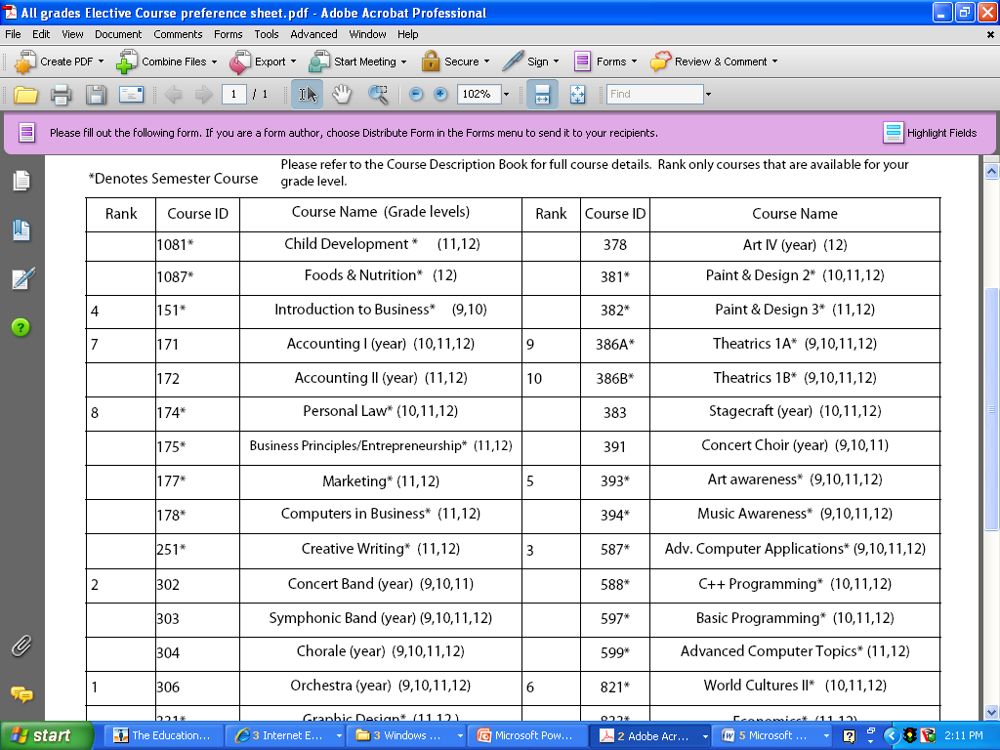 All grades Elective Course preference sheet.pdf - Adobe Acrobat Professional
File Edit View Document Comments Forms Tools Advanced Window Help
Create PDF Combine Files Export Start Meeting Secure Sign Forms Review & Comment
1 / 1 102% Find
Please fill out the following form. If you are a form author, choose Distribute Form in the Forms menu to send it to your recipients. Highlight Fields
Please refer to the Course Description Book for full course details. Rank only courses that are available for your
*Denotes Semester Course grade level.
Rank Course ID Course Name (Grade levels) Rank Course ID Course Name
1081* Child Development * (11,12) 378 Art IV (year) (12)
1087* Foods & Nutrition* (12) 381* Paint & Design 2* (10,11,12)
4 151* Introduction to Business* (9,10) 382* Paint & Design 3* (11,12)
7 171 Accounting I (year) (10,11,12) 9 386A* Theatrics 1A* (9,10,11,12)
172 Accounting II (year) (11,12) 10 386B* Theatrics 1B* (9,10,11,12)
8 174* Personal Law* (10,11,12) 383 Stagecraft (year) (10,11,12)
175* Business Principles/Entrepreneurship* (11,12) 391 Concert Choir (year) (9,10,11)
177* Marketing* (11,12) 5 393* Art awareness* (9,10,11,12)
178* Computers in Business* (11,12) 394* Music Awareness* (9,10,11,12)
251* Creative Writing* (11,12) 3 587* Adv. Computer Applications* (9,10,11,12)
2 302 Concert Band (year) (9,10,11) 588* C++ Programming* (10,11,12)
303 Symphonic Band (year) (9,10,11,12) 597* Basic Programming* (10,11,12)
304 Chorale (year) (9,10,11,12) 599* Advanced Computer Topics* (11,12)
1 306 Orchestra (year) (9,10,11,12) 6 821* World Cultures II* (10,11,12)
Graphic Design* (11,12) Economics* (11,12)
start The Education... 3 Internet E... 3 Windows ... Microsoft Pow... 2 Adobe Acr... 5 Microsoft ... 2:11 PM